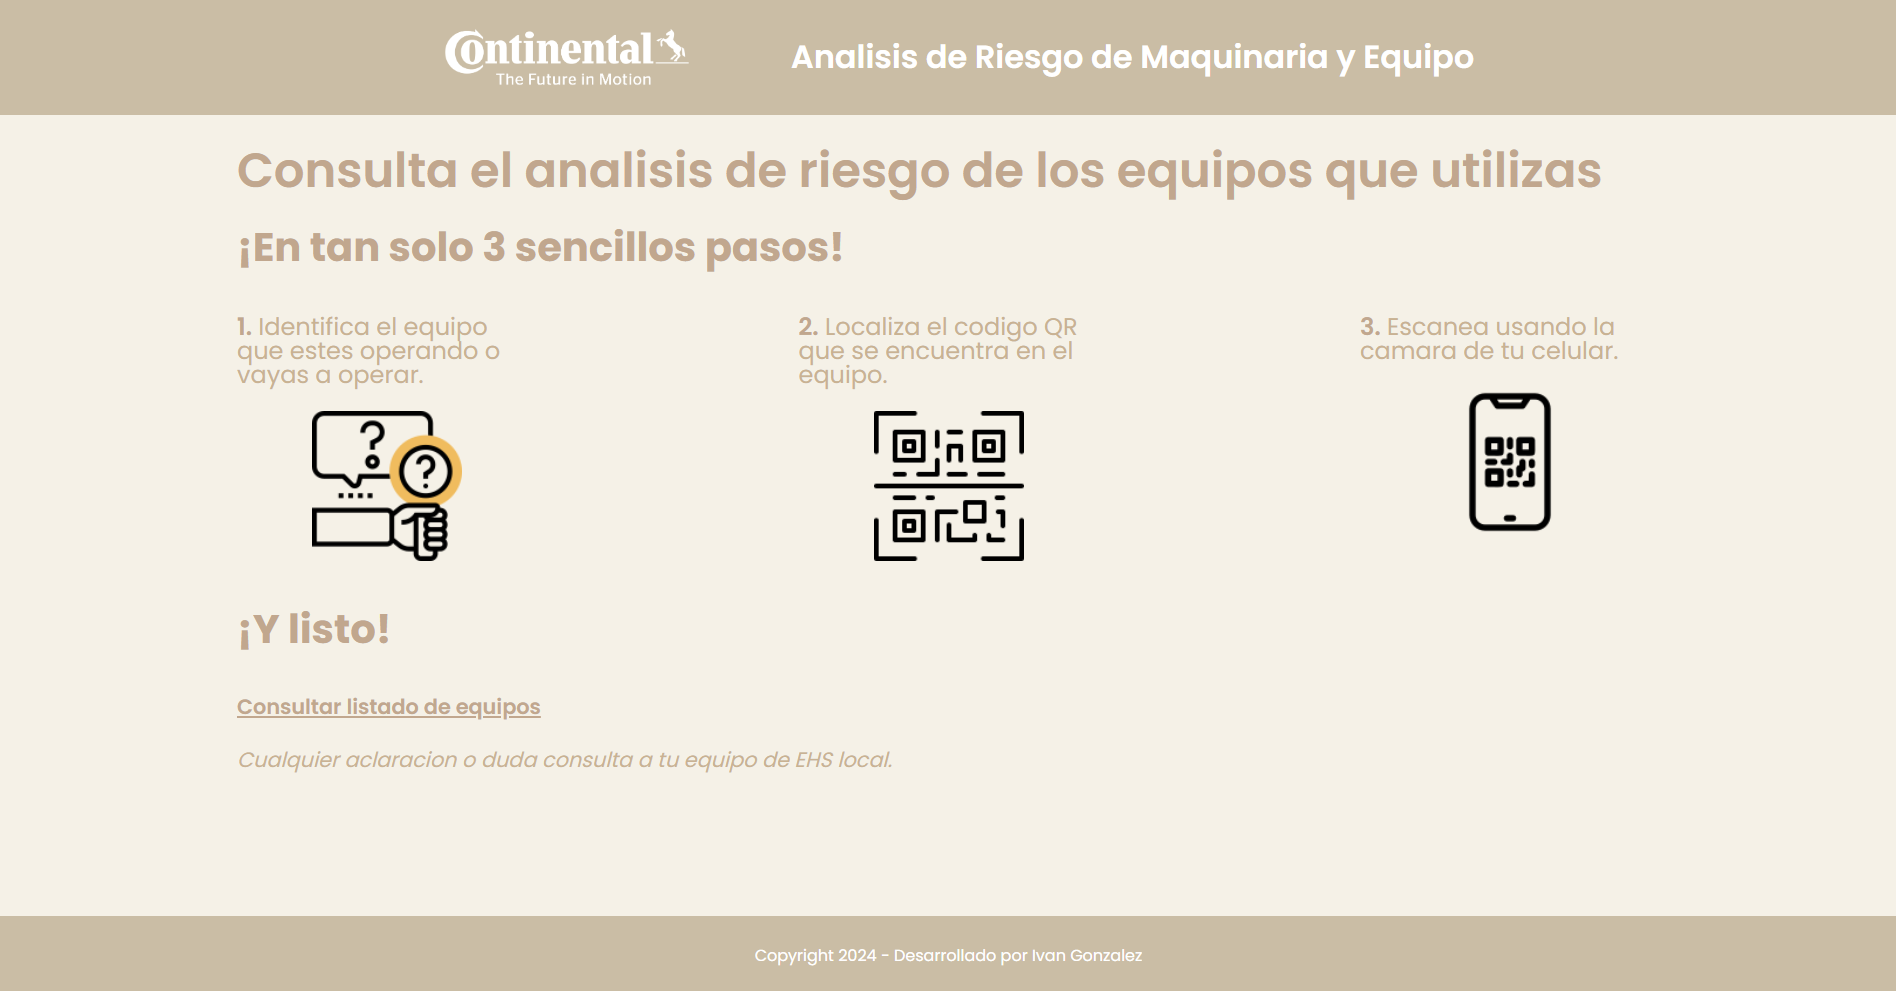 Continental
The Future in Motion
Analisis de Riesgo de Maquinaria y Equipo
Consulta el analisis de riesgo de los equipos que utilizas
¡En tan solo 3 sencillos pasos!
1. Identifica el equipo
que estes operando o
vayas a operar.
2. Localiza el codigo QR
que se encuentra en el
equipo.
3. Escanea usando la
camara de tu celular.
¡Y listo!
Consultar listado de equipos
Cualquier aclaracion o duda consulta a tu equipo de EHS local.
Copyright 2024 - Desarrollado por Ivan Gonzalez